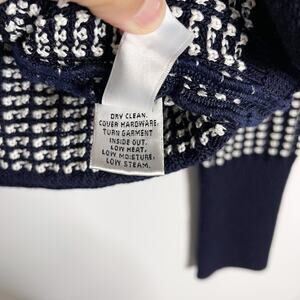 DRY CLEAN.
COVER HARDWARE,
TURN GARMENT
INSIDE OUT.
LOW HEAT,
LOW MOISTURE,
LOW STEAM.